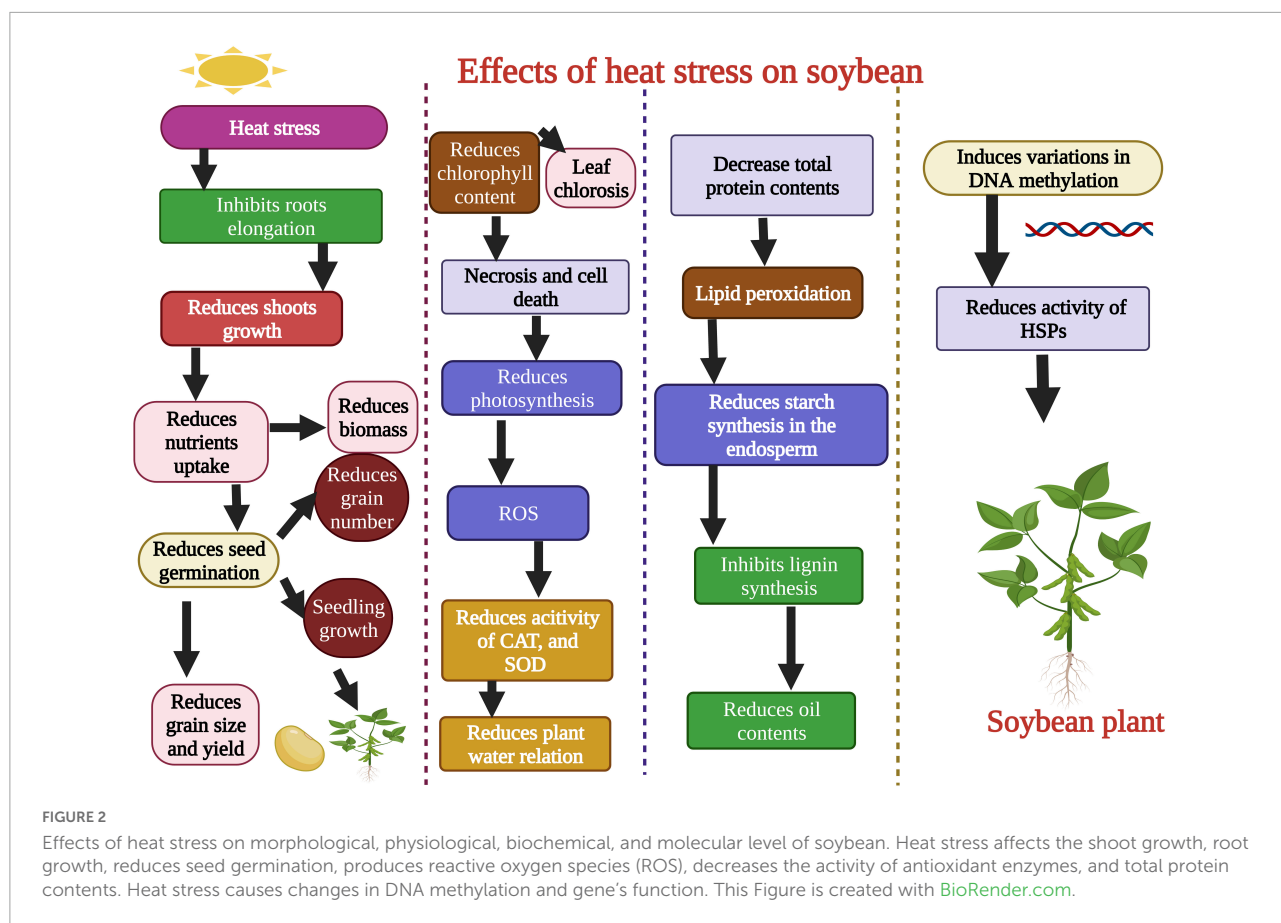 Effects of heat stress on soybean
Heat stress
Inhibits roots
elongation
Reduces shoots
growth
Reduces
nutrients
uptake
Reduces
biomass
Reduces
grain
number
Reduces seed
germination
Seedling
growth
Reduces
grain size
and yield
Reduces
chlorophyll
content
Leaf
chlorosis
Necrosis and cell
death
Reduces
photosynthesis
ROS
Reduces acitivity
of CAT, and
SOD
Reduces plant
water relation
Decrease total
protein contents
Lipid peroxidation
Reduces starch
synthesis in the
endosperm
Inhibits lignin
synthesis
Reduces oil
contents
Induces variations in
DNA methylation
Reduces activity of
HSPs
Soybean plant
FIGURE 2
Effects of heat stress on morphological, physiological, biochemical, and molecular level of soybean. Heat stress affects the shoot growth, root
growth, reduces seed germination, produces reactive oxygen species (ROS), decreases the activity of antioxidant enzymes, and total protein
contents. Heat stress causes changes in DNA methylation and gene's function. This Figure is created with BioRender.com.